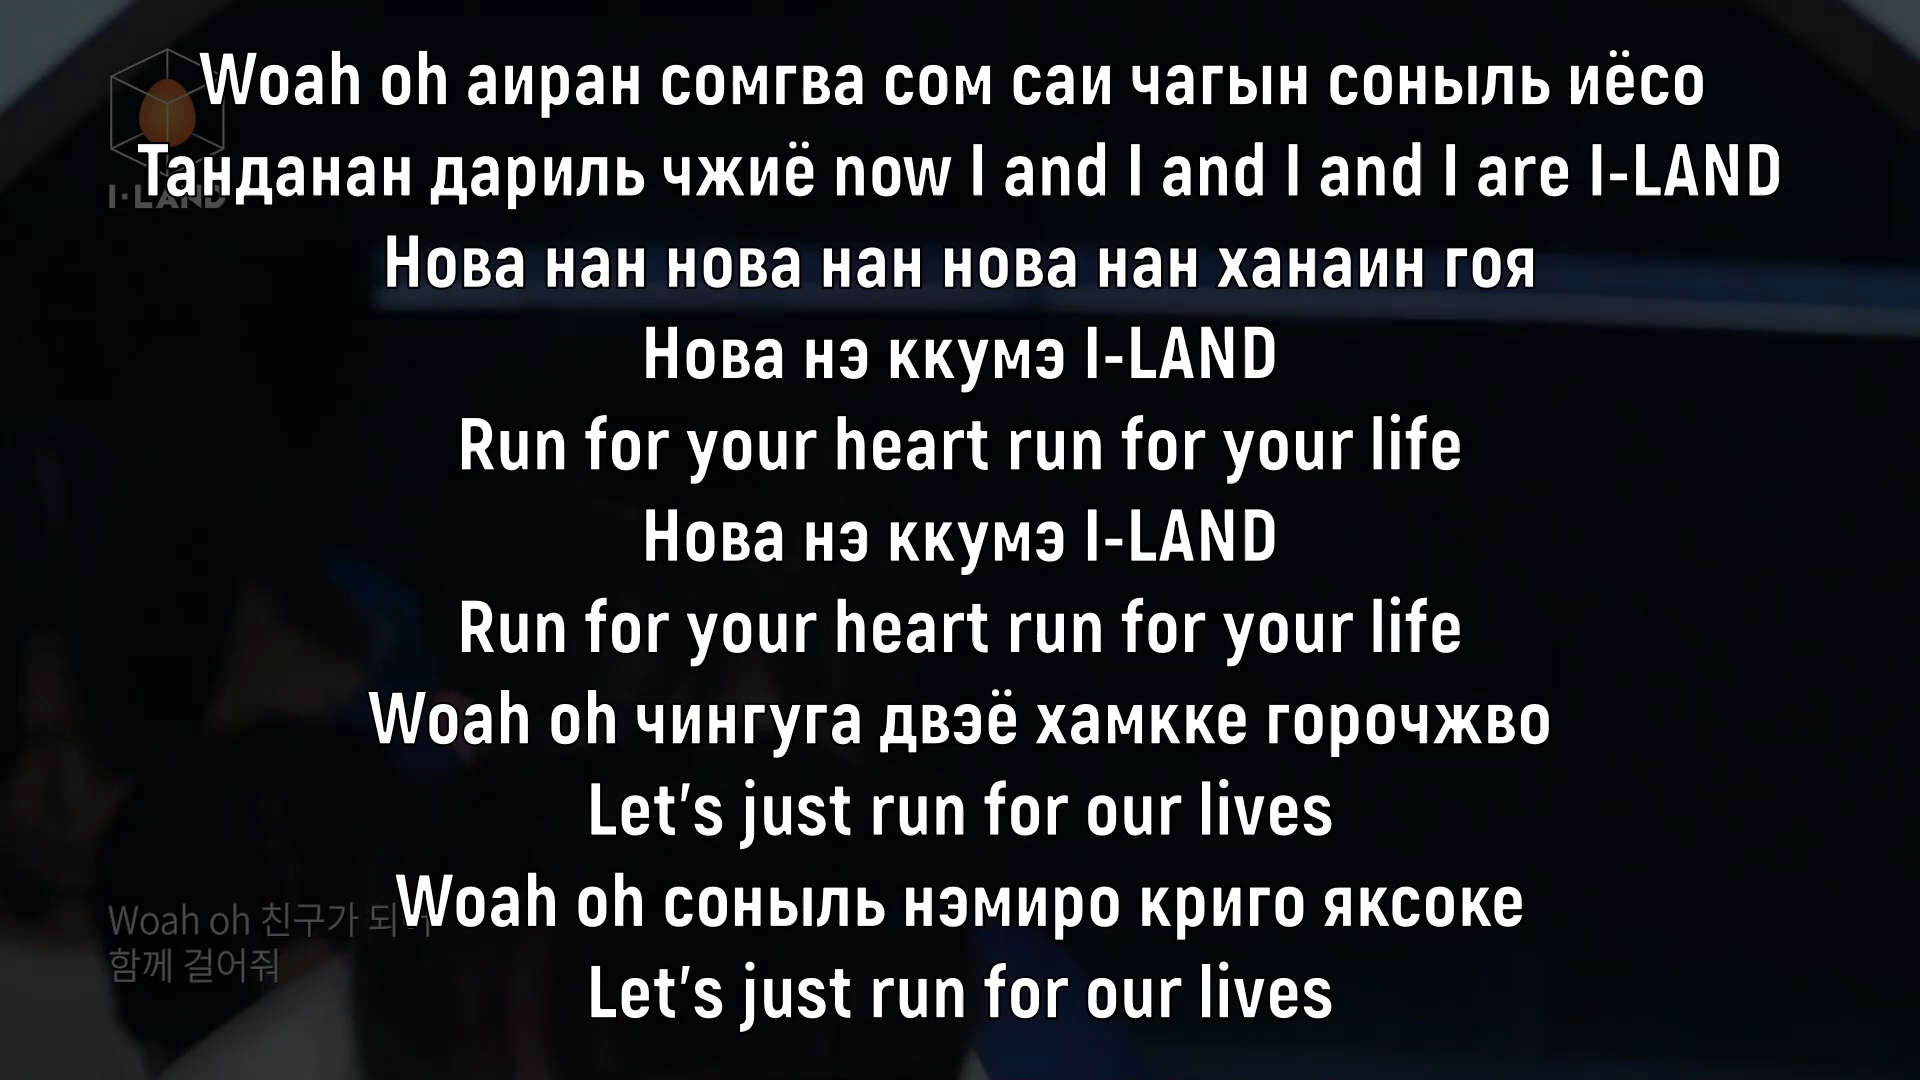 Woah oh аиран сомгва сом саи чагын соныль иёсо
I·LAND
Танданан дариль чжиё now I and I and I and I are I-LAND
Нова нан нова нан нова нан ханаин гоя
Нова нэ ккумэ I-LAND
Run for your heart run for your life
Нова нэ ккумэ I-LAND
Run for your heart run for your life
Woah oh чингуга двэё хамкке горочжво
Let's just run for our lives
Woah oh соныль нэмиро криго яксоке
Let's just run for our lives
Woah oh 친구가
함께 걸어줘